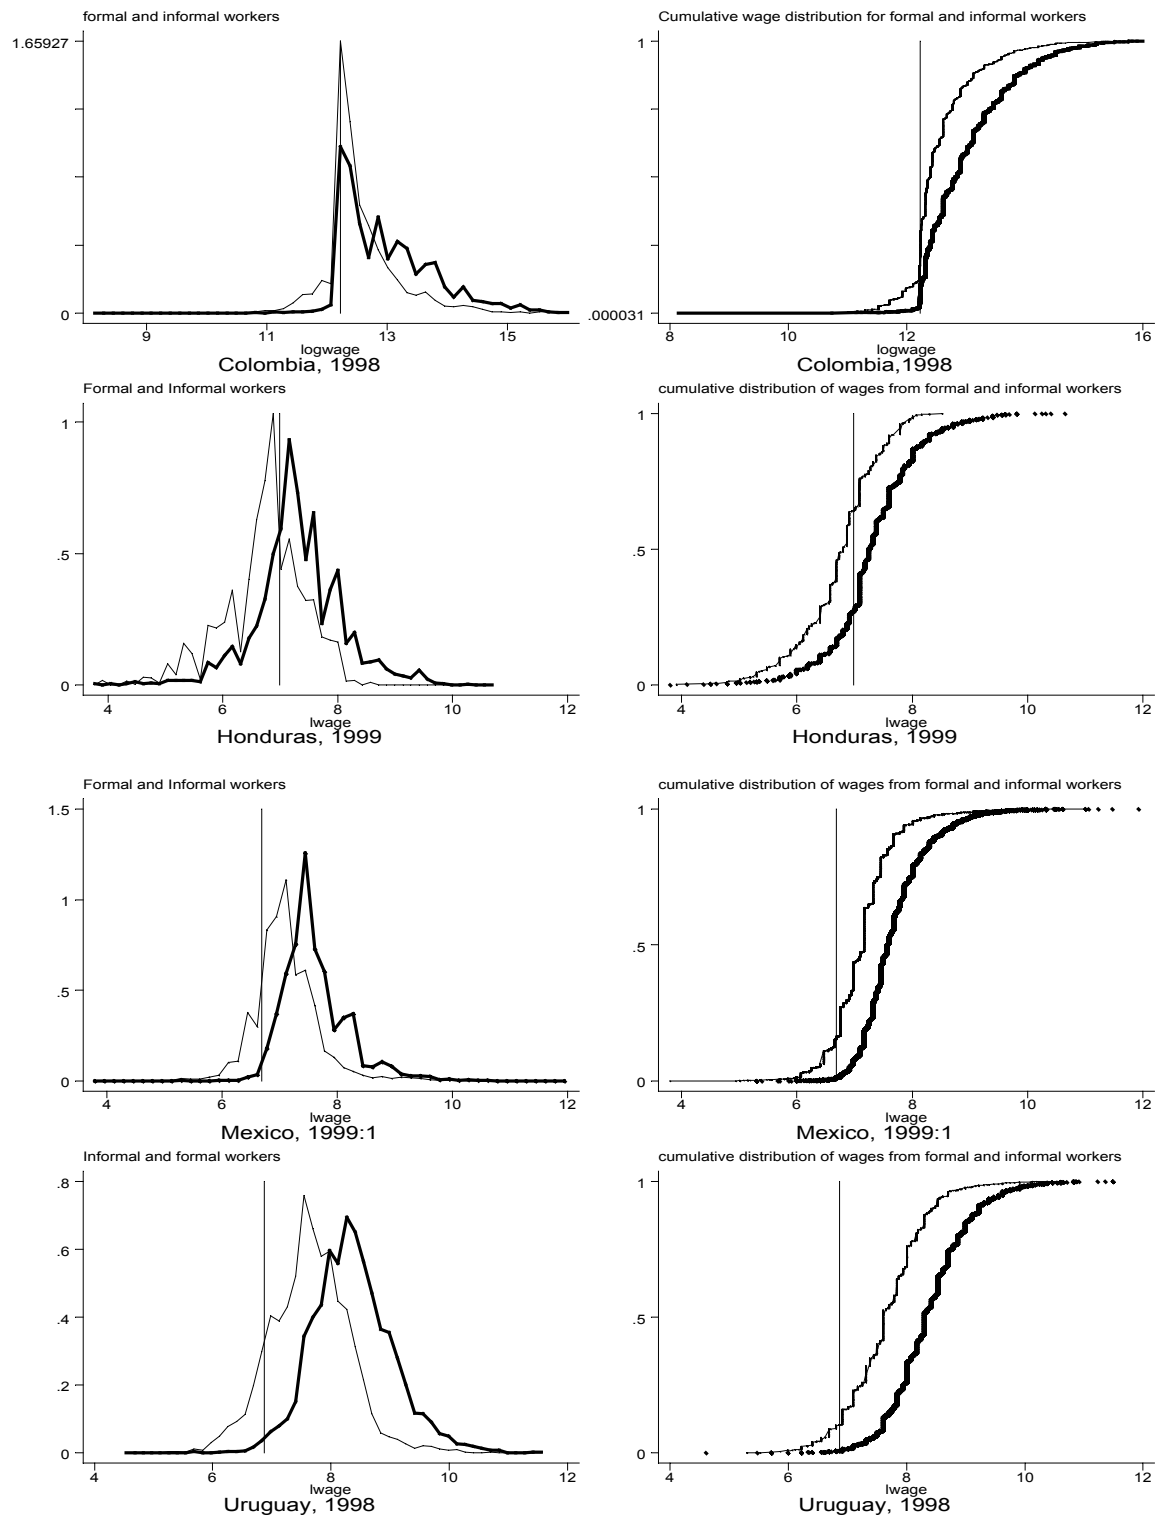 formal and informal workers
1.65927
0
9 11 13 15
logwage
Colombia, 1998
Cumulative wage distribution for formal and informal workers
1
.000031
8 10 12 14 16
logwage
Colombia,1998
Formal and Informal workers
1
.5
0
4 6 8 10 12
lwage
Honduras, 1999
cumulative distribution of wages from formal and informal workers
1
.5
0
4 6 8 10 12
lwage
Honduras, 1999
Formal and Informal workers
1.5
1
.5
0
4 6 8 10 12
lwage
Mexico, 1999:1
cumulative distribution of wages from formal and informal workers
1
.5
0
4 6 8 10 12
lwage
Mexico, 1999:1
Informal and formal workers
.8
.6
.4
.2
0
4 6 8 10 12
lwage
Uruguay, 1998
cumulative distribution of wages from formal and informal workers
1
.5
0
4 6 8 10 12
lwage
Uruguay, 1998